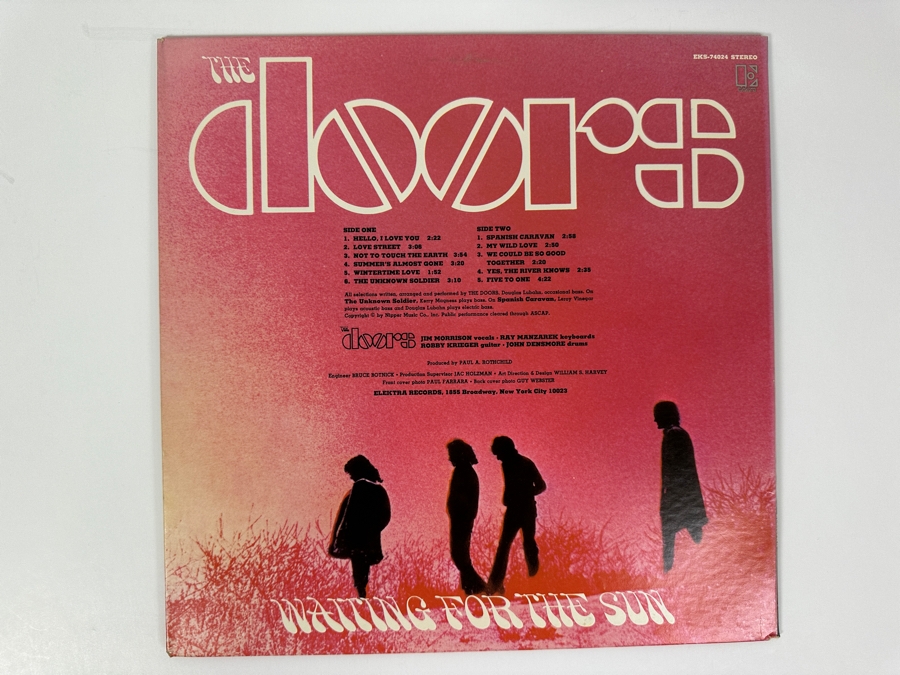 THE
doors
EKS-74024 STEREO
SIDE ONE
1. HELLO, I LOVE YOU 2:22
2. LOVE STREET 3:06
3. NOT TO TOUCH THE EARTH 3:54
4. SUMMER'S ALMOST GONE 3:20
5. WINTERTIME LOVE 1:52
6. THE UNKNOWN SOLDIER 3:10
SIDE TWO
1. SPANISH CARAVAN 2:58
2. MY WILD LOVE 2:50
3. WE COULD BE SO GOOD
TOGETHER 2:20
4. YES, THE RIVER KNOWS 2:35
5. FIVE TO ONE 4:22
All selections written, arranged and performed by THE DOORS. Douglas Lubahn, occasional bass. On
The Unknown Soldier, Kerry Magness plays bass. On Spanish Caravan, Leroy Vinegar
plays acoustic bass and Douglas Lubahn plays electric bass.
Copyright © by Nipper Music Co., Inc. Public performance cleared through ASCAP.
THE
doors
JIM MORRISON vocals • RAY MANZAREK keyboards
ROBBY KRIEGER guitar • JOHN DENSMORE drums
Produced by PAUL A. ROTHCHILD
Engineer BRUCE BOTNICK • Production Supervisor JAC HOLZMAN • Art Direction & Design WILLIAM S. HARVEY
Front cover photo PAUL FARRARA • Back cover photo GUY WEBSTER
ELEKTRA RECORDS, 1855 Broadway, New York City 10023
WAITING FOR THE SUN